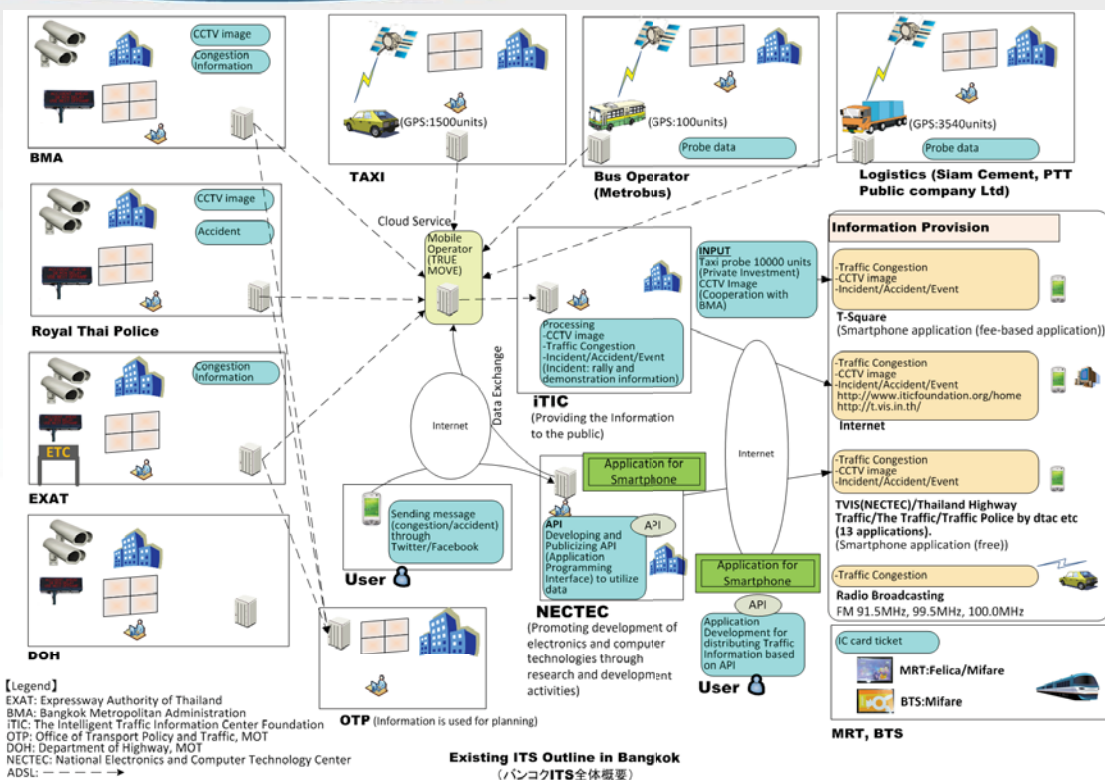 CCTV image
Congestion
Information
BMA
(GPS:1500units)
TAXI
(GPS:100units)
Probe data
Bus Operator
(Metrobus)
(GPS:3540units)
Probe data
Logistics (Siam Cement, PTT
Public company Ltd)
CCTV image
Accident
Royal Thai Police
Cloud Service
Mobile
Operator
(TRUE
MOVE)
Processing
-CCTV image
-Traffic Congestion
-Incident/Accident/Event
(Incident: rally and
demonstration information)
iTIC
(Providing the Information
to the public)
INPUT
Taxi probe 10000 units
(Private Investment)
CCTV Image
(Cooperation with
BMA)
Information Provision
-Traffic Congestion
-CCTV image
-Incident/Accident/Event
T-Square
(Smartphone application (fee-based application))
-Traffic Congestion
-CCTV image
-Incident/Accident/Event
http://www.iticfoundation.org/home
http://t.vis.in.th/
Internet
-Traffic Congestion
-CCTV image
-Incident/Accident/Event
TVIS(NECTEC)/Thailand Highway
Traffic/The Traffic/Traffic Police by dtac etc
(13 applications).
(Smartphone application (free))
-Traffic Congestion
Radio Broadcasting
FM 91.5MHz, 99.5MHz, 100.0MHz
Congestion
Information
ETC
EXAT
Internet
Data Exchange
Internet
Sending message
(congestion/accident)
through
Twitter/Facebook
User
Application for
Smartphone
API
API
Developing and
Publicizing API
(Application
Programming
Interface) to utilize
data
NECTEC
(Promoting development of
electronics and computer
technologies through
research and development
activities)
Application for
Smartphone
API
Application
Development for
distributing Traffic
Information based
on API
User
IC card ticket
MRT:Felica/Mifare
BTS:Mifare
MRT, BTS
DOH
OTP (Information is used for planning)
【Legend】
EXAT: Expressway Authority of Thailand
BMA: Bangkok Metropolitan Administration
iTIC: The Intelligent Traffic Information Center Foundation
OTP: Office of Transport Policy and Traffic, MOT
DOH: Department of Highway, MOT
NECTEC: National Electronics and Computer Technology Center
ADSL:
Existing ITS Outline in Bangkok
(バンコクITS全体概要)